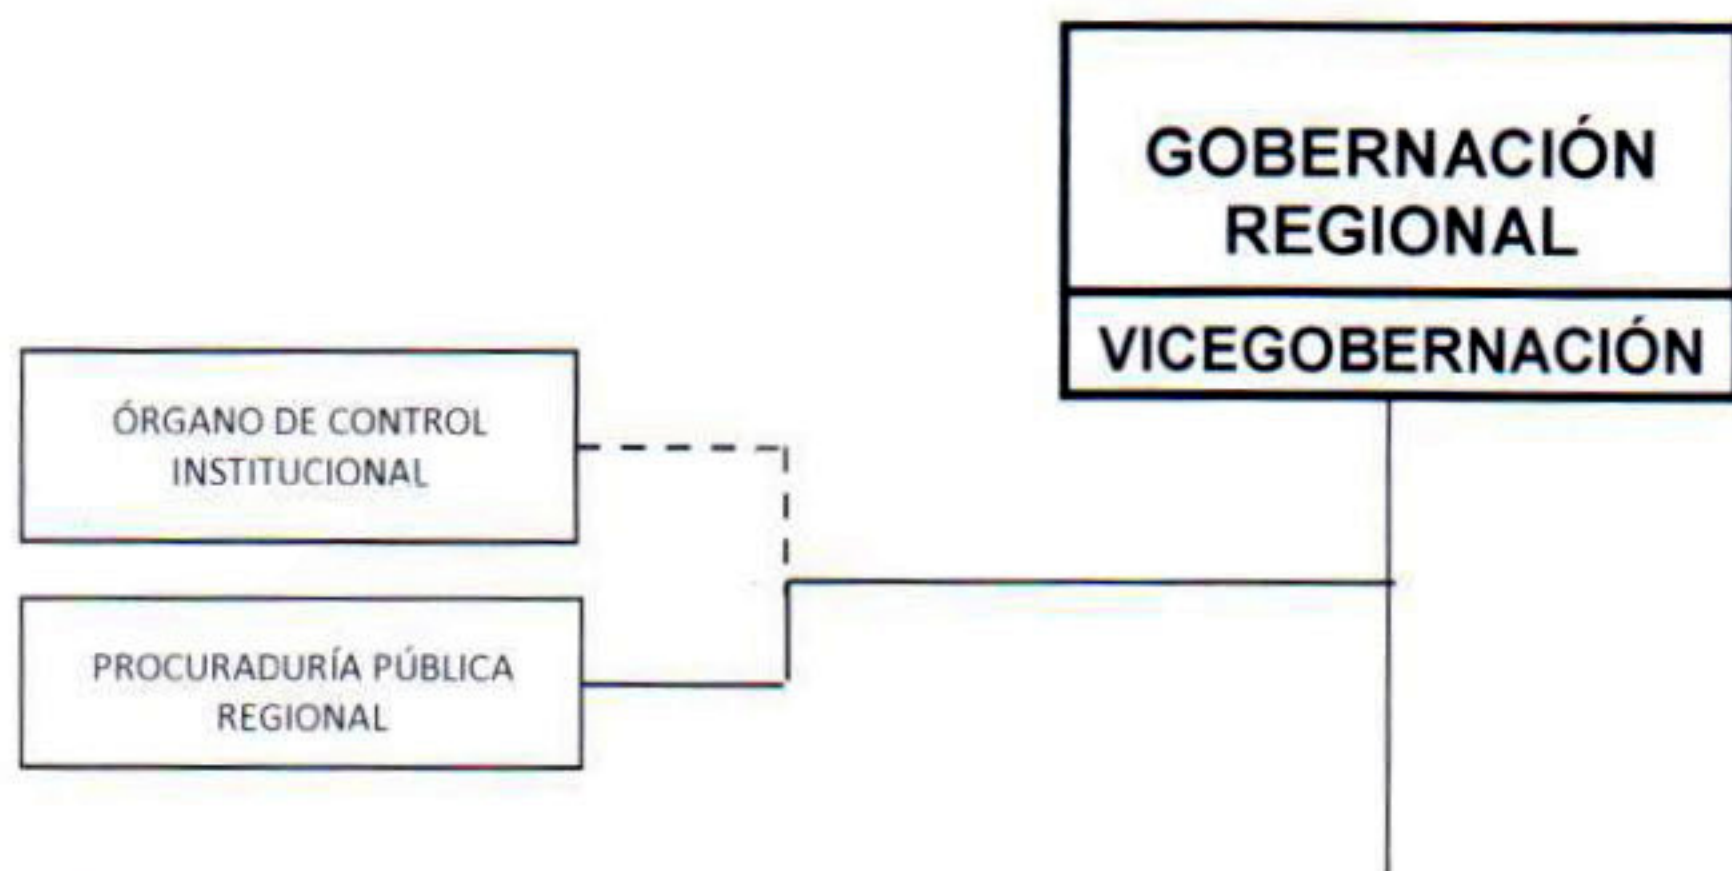 GOBERNACIÓN
REGIONAL
VICEGOBERNACIÓN
ÓRGANO DE CONTROL
INSTITUCIONAL
PROCURADURÍA PÚBLICA
REGIONAL